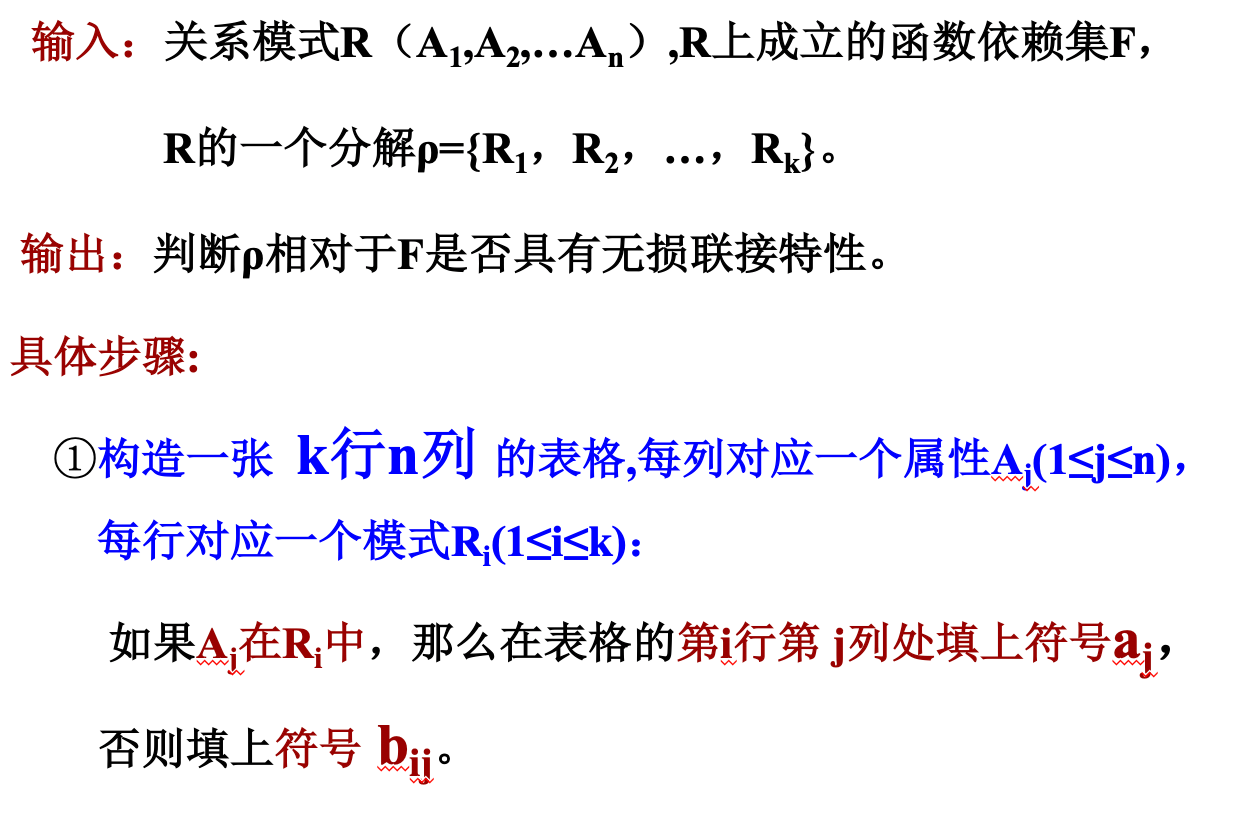 输入：关系模式R（A₁,A₂,…Aₙ）,R上成立的函数依赖集F，
R的一个分解ρ={R₁，R₂，…，Rₖ}。
输出：判断ρ相对于F是否具有无损联接特性。
具体步骤:
①构造一张 k行n列 的表格,每列对应一个属性Aⱼ(1≤j≤n)，
每行对应一个模式Rᵢ(1≤i≤k)：
如果Aⱼ在Rᵢ中，那么在表格的第i行第 j列处填上符号aⱼ，
否则填上符号 bᵢⱼ。